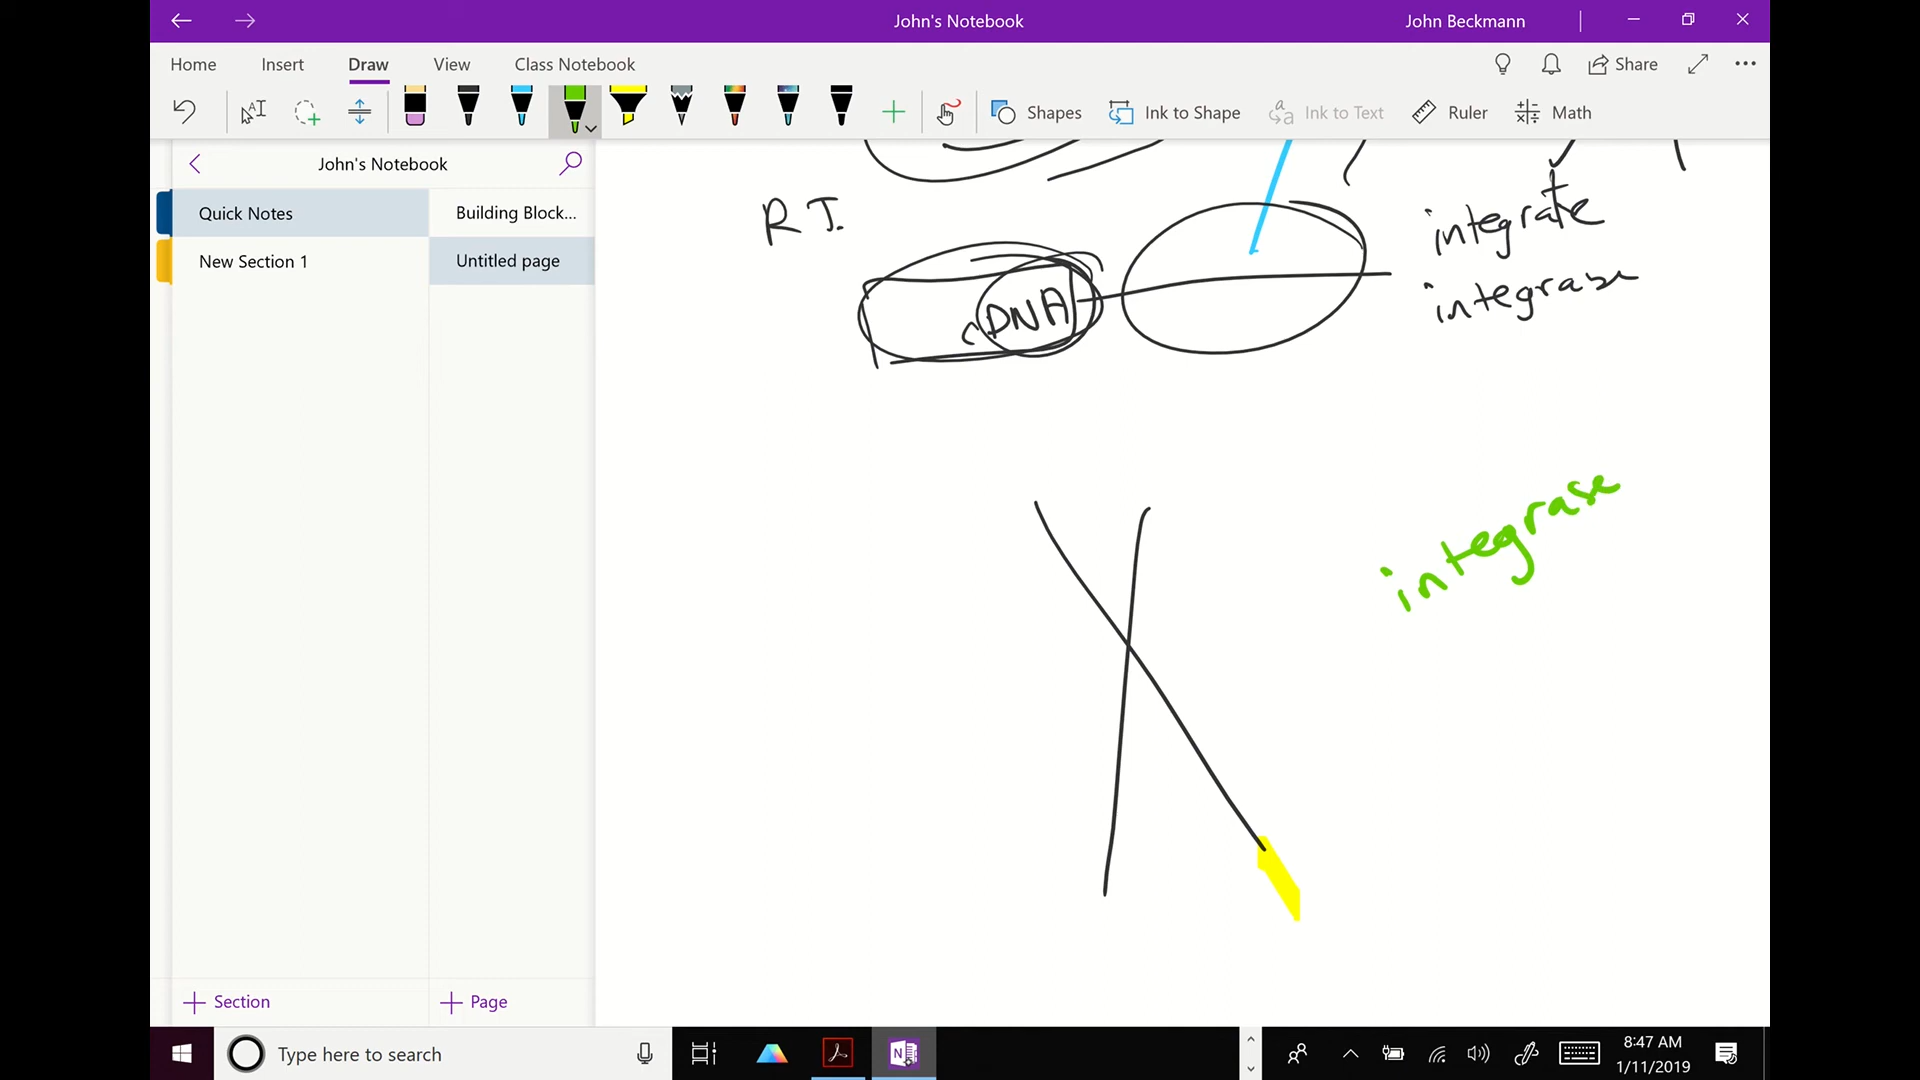 John's Notebook
John Beckmann
Home Insert Draw View Class Notebook
Share
Shapes Ink to Shape Ink to Text Ruler Math
John's Notebook
Quick Notes
Building Block...
New Section 1
Untitled page
R.T.
integrate
integrase
cDNA
integrase
Section
Page
Type here to search
8:47 AM
1/11/2019